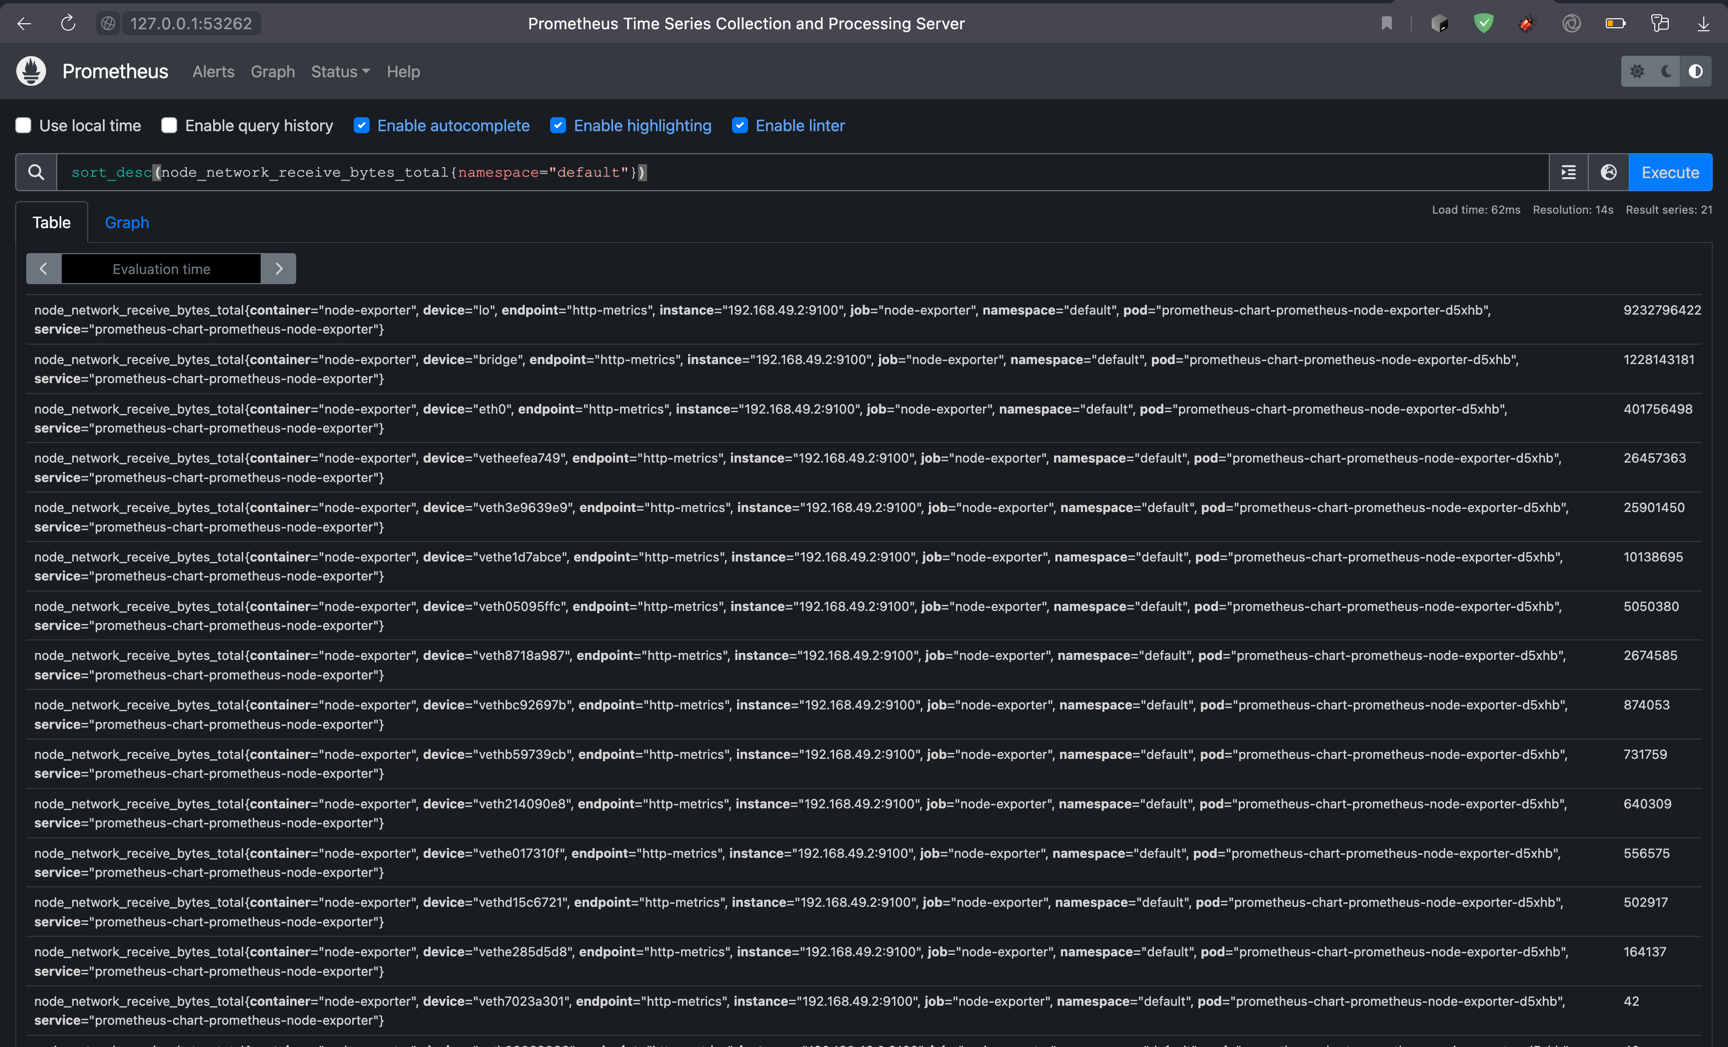 127.0.0.1:53262 Prometheus Time Series Collection and Processing Server
Prometheus Alerts Graph Status Help
Use local time Enable query history Enable autocomplete Enable highlighting Enable linter
sort_desc(node_network_receive_bytes_total{namespace="default"}) Execute
Load time: 62ms Resolution: 14s Result series: 21
Table Graph
Evaluation time
node_network_receive_bytes_total{container="node-exporter", device="lo", endpoint="http-metrics", instance="192.168.49.2:9100", job="node-exporter", namespace="default", pod="prometheus-chart-prometheus-node-exporter-d5xhb", 9232796422
service="prometheus-chart-prometheus-node-exporter"}
node_network_receive_bytes_total{container="node-exporter", device="bridge", endpoint="http-metrics", instance="192.168.49.2:9100", job="node-exporter", namespace="default", pod="prometheus-chart-prometheus-node-exporter-d5xhb", 1228143181
service="prometheus-chart-prometheus-node-exporter"}
node_network_receive_bytes_total{container="node-exporter", device="eth0", endpoint="http-metrics", instance="192.168.49.2:9100", job="node-exporter", namespace="default", pod="prometheus-chart-prometheus-node-exporter-d5xhb", 401756498
service="prometheus-chart-prometheus-node-exporter"}
node_network_receive_bytes_total{container="node-exporter", device="vetheefea749", endpoint="http-metrics", instance="192.168.49.2:9100", job="node-exporter", namespace="default", pod="prometheus-chart-prometheus-node-exporter-d5xhb", 26457363
service="prometheus-chart-prometheus-node-exporter"}
node_network_receive_bytes_total{container="node-exporter", device="veth3e9639e9", endpoint="http-metrics", instance="192.168.49.2:9100", job="node-exporter", namespace="default", pod="prometheus-chart-prometheus-node-exporter-d5xhb", 25901450
service="prometheus-chart-prometheus-node-exporter"}
node_network_receive_bytes_total{container="node-exporter", device="vethe1d7abce", endpoint="http-metrics", instance="192.168.49.2:9100", job="node-exporter", namespace="default", pod="prometheus-chart-prometheus-node-exporter-d5xhb", 10138695
service="prometheus-chart-prometheus-node-exporter"}
node_network_receive_bytes_total{container="node-exporter", device="veth05095ffc", endpoint="http-metrics", instance="192.168.49.2:9100", job="node-exporter", namespace="default", pod="prometheus-chart-prometheus-node-exporter-d5xhb", 5050380
service="prometheus-chart-prometheus-node-exporter"}
node_network_receive_bytes_total{container="node-exporter", device="veth8718a987", endpoint="http-metrics", instance="192.168.49.2:9100", job="node-exporter", namespace="default", pod="prometheus-chart-prometheus-node-exporter-d5xhb", 2674585
service="prometheus-chart-prometheus-node-exporter"}
node_network_receive_bytes_total{container="node-exporter", device="vethbc92697b", endpoint="http-metrics", instance="192.168.49.2:9100", job="node-exporter", namespace="default", pod="prometheus-chart-prometheus-node-exporter-d5xhb", 874053
service="prometheus-chart-prometheus-node-exporter"}
node_network_receive_bytes_total{container="node-exporter", device="vethb59739cb", endpoint="http-metrics", instance="192.168.49.2:9100", job="node-exporter", namespace="default", pod="prometheus-chart-prometheus-node-exporter-d5xhb", 731759
service="prometheus-chart-prometheus-node-exporter"}
node_network_receive_bytes_total{container="node-exporter", device="veth214090e8", endpoint="http-metrics", instance="192.168.49.2:9100", job="node-exporter", namespace="default", pod="prometheus-chart-prometheus-node-exporter-d5xhb", 640309
service="prometheus-chart-prometheus-node-exporter"}
node_network_receive_bytes_total{container="node-exporter", device="vethe017310f", endpoint="http-metrics", instance="192.168.49.2:9100", job="node-exporter", namespace="default", pod="prometheus-chart-prometheus-node-exporter-d5xhb", 556575
service="prometheus-chart-prometheus-node-exporter"}
node_network_receive_bytes_total{container="node-exporter", device="vethd15c6721", endpoint="http-metrics", instance="192.168.49.2:9100", job="node-exporter", namespace="default", pod="prometheus-chart-prometheus-node-exporter-d5xhb", 502917
service="prometheus-chart-prometheus-node-exporter"}
node_network_receive_bytes_total{container="node-exporter", device="vethe285d5d8", endpoint="http-metrics", instance="192.168.49.2:9100", job="node-exporter", namespace="default", pod="prometheus-chart-prometheus-node-exporter-d5xhb", 164137
service="prometheus-chart-prometheus-node-exporter"}
node_network_receive_bytes_total{container="node-exporter", device="veth7023a301", endpoint="http-metrics", instance="192.168.49.2:9100", job="node-exporter", namespace="default", pod="prometheus-chart-prometheus-node-exporter-d5xhb", 42
service="prometheus-chart-prometheus-node-exporter"}